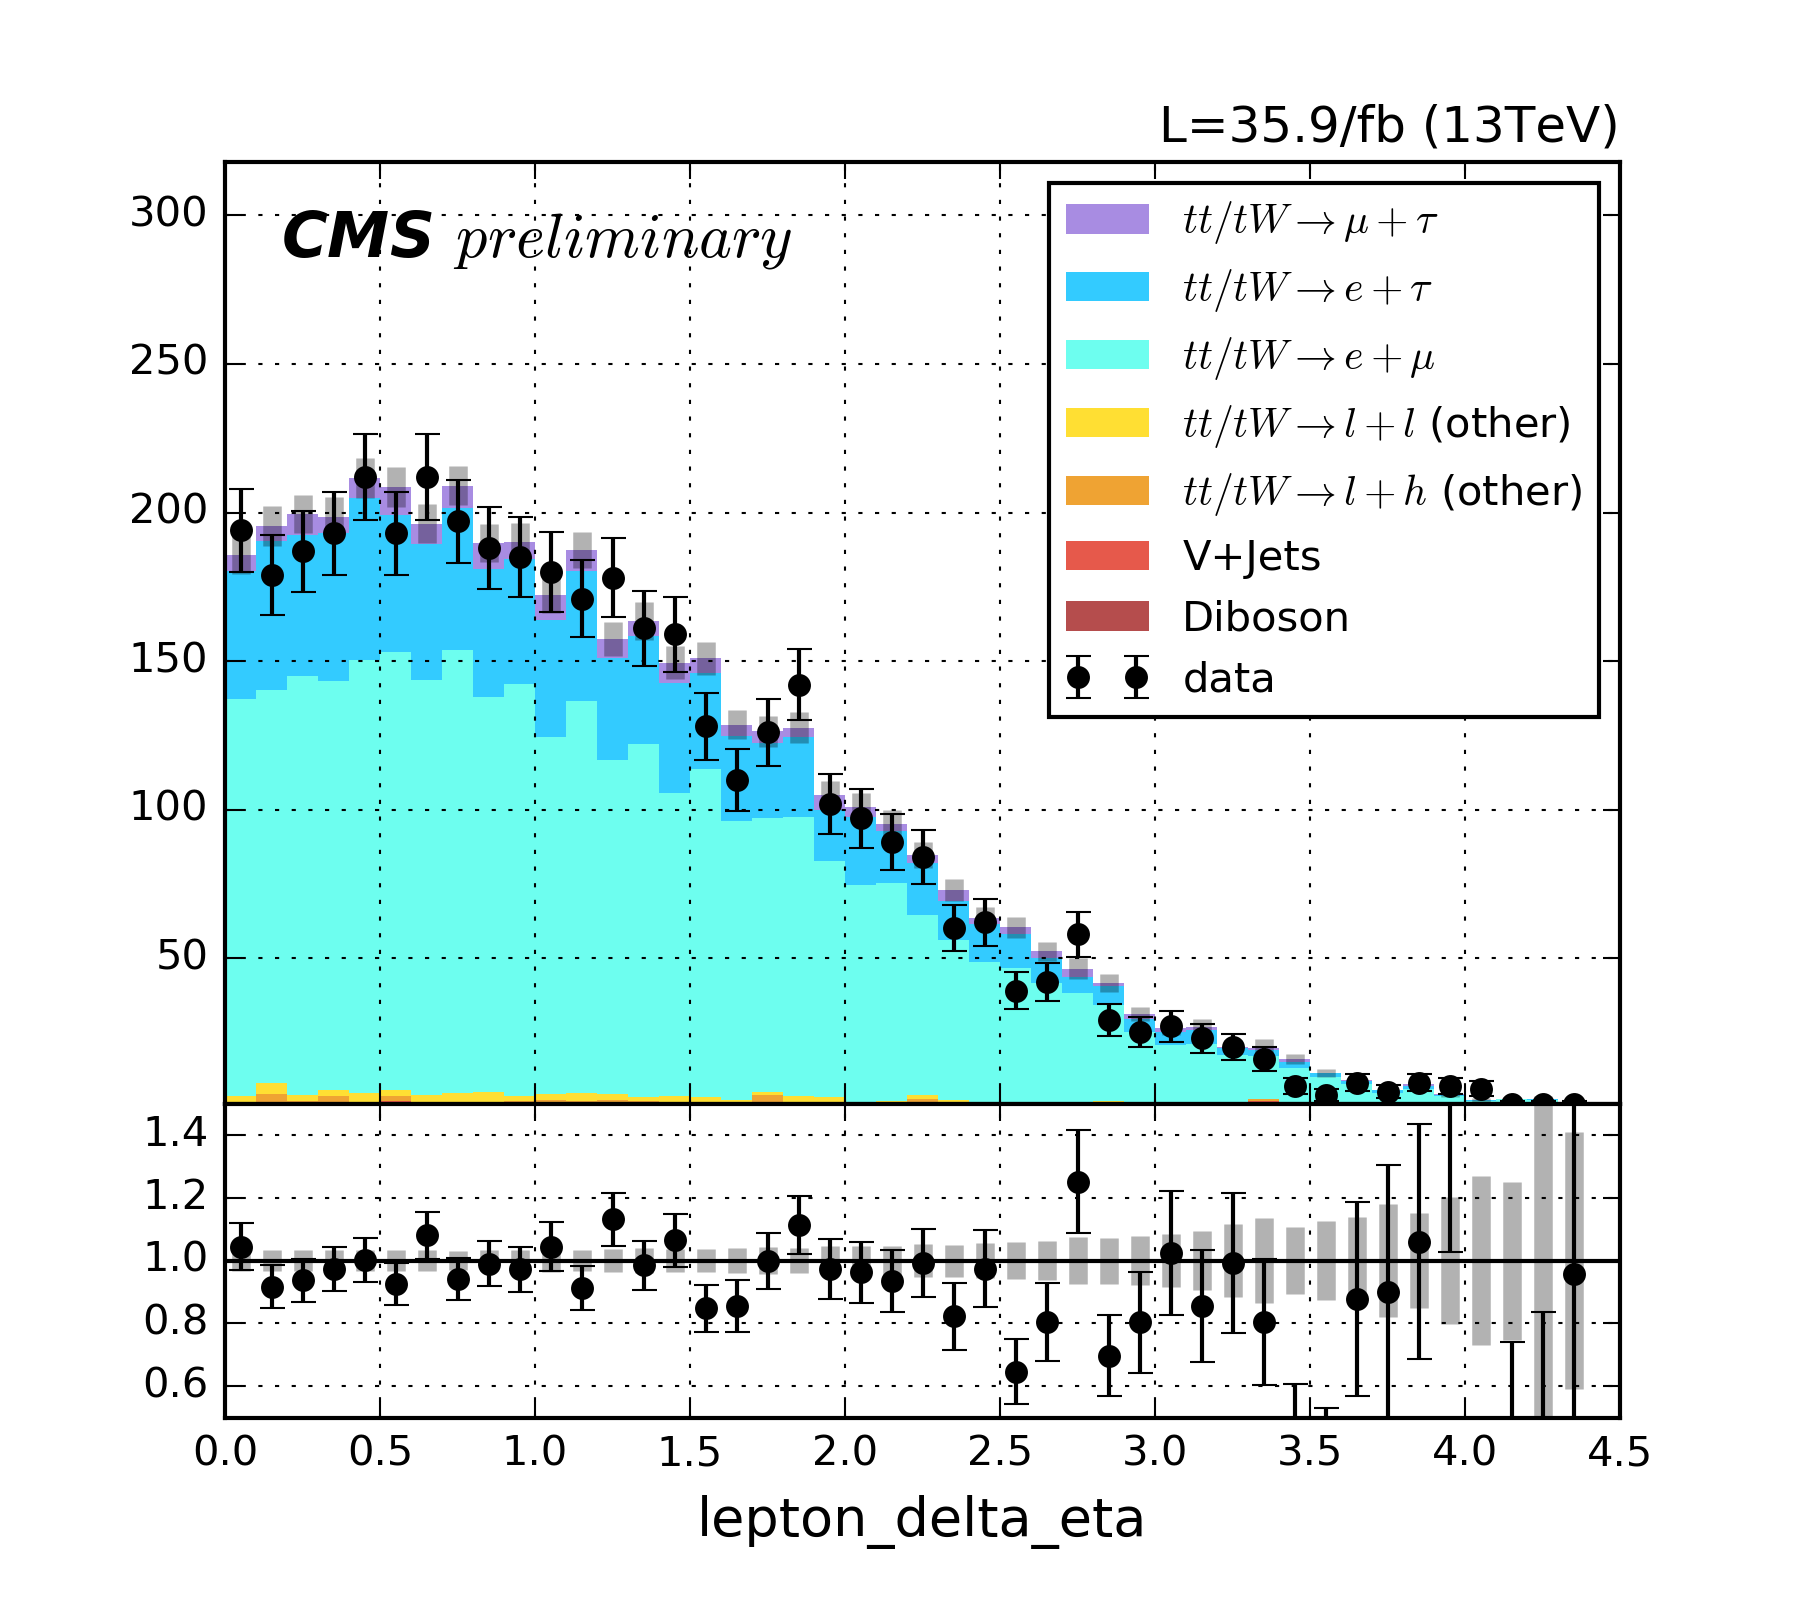 L=35.9/fb (13TeV)
CMS preliminary
300
250
200
150
100
50
tt/tW → μ + τ
tt/tW → e + τ
tt/tW → e + μ
tt/tW → l + l (other)
tt/tW → l + h (other)
V+Jets
Diboson
data
1.4
1.2
1.0
0.8
0.6
0.0 0.5 1.0 1.5 2.0 2.5 3.0 3.5 4.0 4.5
lepton_delta_eta